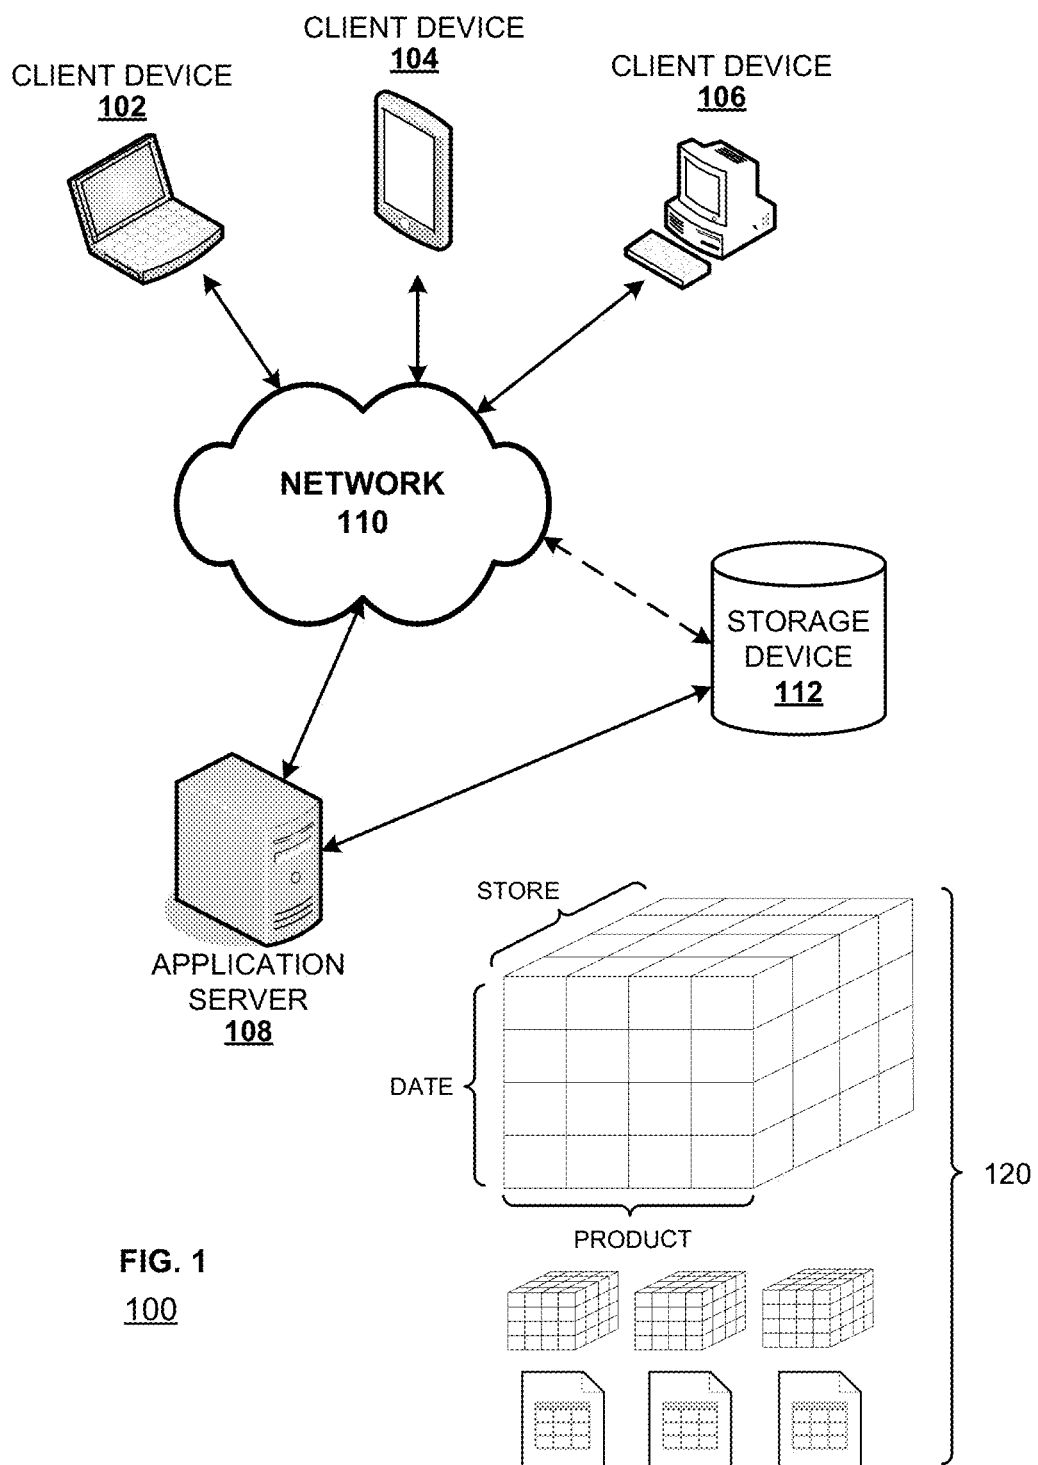 CLIENT DEVICE
104
CLIENT DEVICE
102
CLIENT DEVICE
106
NETWORK
110
STORAGE
DEVICE
112
APPLICATION
SERVER
108
STORE
DATE
PRODUCT
120
FIG. 1
100